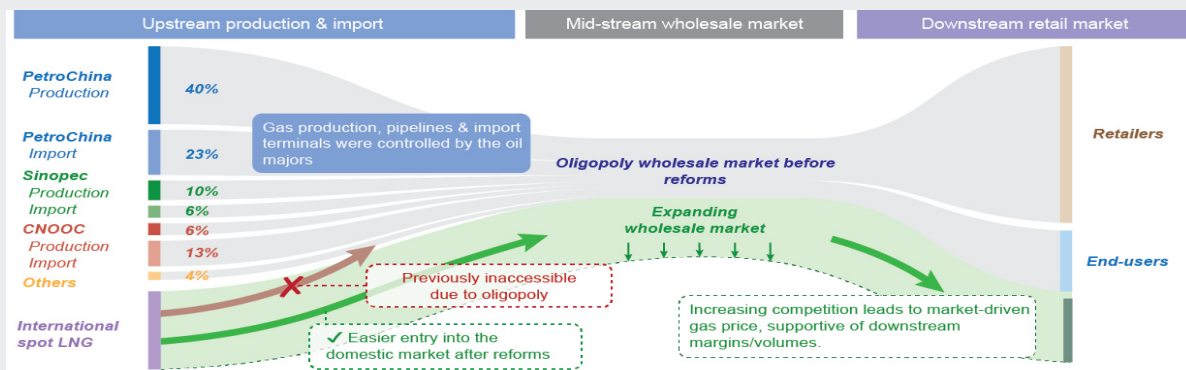 Upstream production & import
Mid-stream wholesale market
Downstream retail market
PetroChina
Production
40%
PetroChina
Import
23%
Sinopec
Production
10%
Import
6%
CNOOC
6%
Production
13%
Import
Others
4%
International
spot LNG
Gas production, pipelines & import
terminals were controlled by the oil
majors
Oligopoly wholesale market before
reforms
Expanding
wholesale market
Previously inaccessible
due to oligopoly
✓ Easier entry into the
domestic market after reforms
Retailers
End-users
Increasing competition leads to market-driven
gas price, supportive of downstream
margins/volumes.